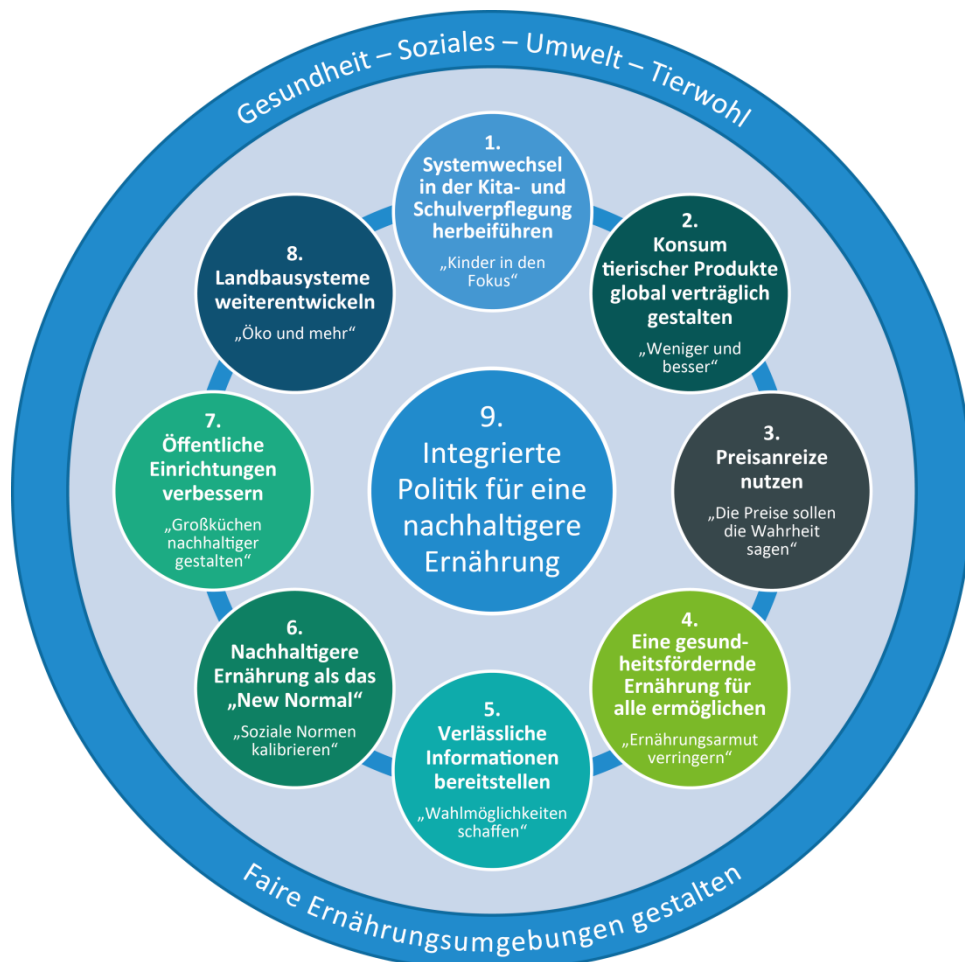 Gesundheit – Soziales – Umwelt – Tierwohl
1.
Systemwechsel
in der Kita- und
Schulverpflegung
herbeiführen
„Kinder in den
Fokus“
2.
Konsum
tierischer Produkte
global verträglich
gestalten
„Weniger und
besser“
3.
Preisanreize
nutzen
„Die Preise sollen
die Wahrheit
sagen“
4.
Eine gesund-
heitsfördernde
Ernährung für
alle ermöglichen
„Ernährungsarmut
verringern“
5.
Verlässliche
Informationen
bereitstellen
„Wahlmöglichkeiten
schaffen“
6.
Nachhaltigere
Ernährung als das
„New Normal“
„Soziale Normen
kalibrieren“
7.
Öffentliche
Einrichtungen
verbessern
„Großküchen
nachhaltiger
gestalten“
8.
Landbausysteme
weiterentwickeln
„Öko und mehr“
9.
Integrierte
Politik für eine
nachhaltigere
Ernährung
Faire Ernährungsumgebungen gestalten